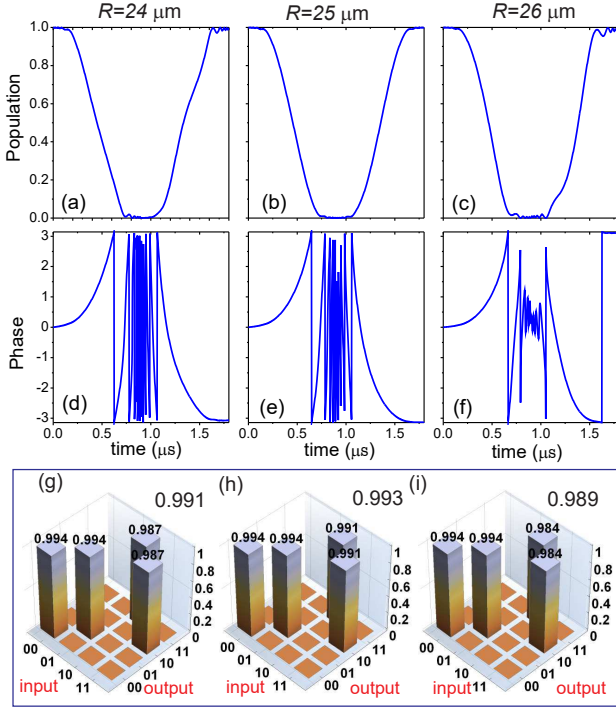 R=24 μm R=25 μm R=26 μm
Population
1.0
0.8
0.6
0.4
0.2
0.0
(a) (b) (c)
Phase
3
2
1
0
-1
-2
-3
(d) (e) (f)
0.0 0.5 1.0 1.5 0.0 0.5 1.0 1.5 0.0 0.5 1.0 1.5
time (μs) time (μs) time (μs)
(g) 0.991 (h) 0.993 (i) 0.989
0.994 0.994 0.987 0.987
1
0.8
0.6
0.4
0.2
0
00 01 10 11
00 01 10 11
input output
0.994 0.994 0.991 0.991
1
0.8
0.6
0.4
0.2
0
00 01 10 11
00 01 10 11
input output
0.994 0.994 0.984 0.984
1
0.8
0.6
0.4
0.2
0
00 01 10 11
00 01 10 11
input output